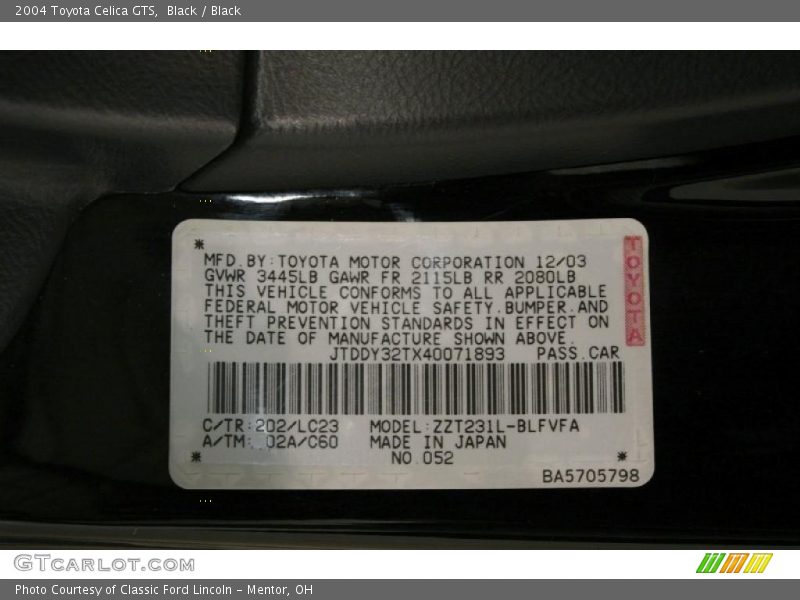 2004 Toyota Celica GTS,  Black / Black
* MFD.BY:TOYOTA MOTOR CORPORATION 12/03
GVWR 3445LB GAWR FR 2115LB RR 2080LB
THIS VEHICLE CONFORMS TO ALL APPLICABLE
FEDERAL MOTOR VEHICLE SAFETY.BUMPER.AND
THEFT PREVENTION STANDARDS IN EFFECT ON
THE DATE OF MANUFACTURE SHOWN ABOVE.
JTDDY32TX40071893 PASS.CAR
TOYOTA
C/TR:202/LC23 MODEL:ZZT231L-BLFVFA
A/TM: 02A/C60 MADE IN JAPAN
* NO.052 *
BA5705798
GTCARLOT.COM
Photo Courtesy of Classic Ford Lincoln - Mentor, OH